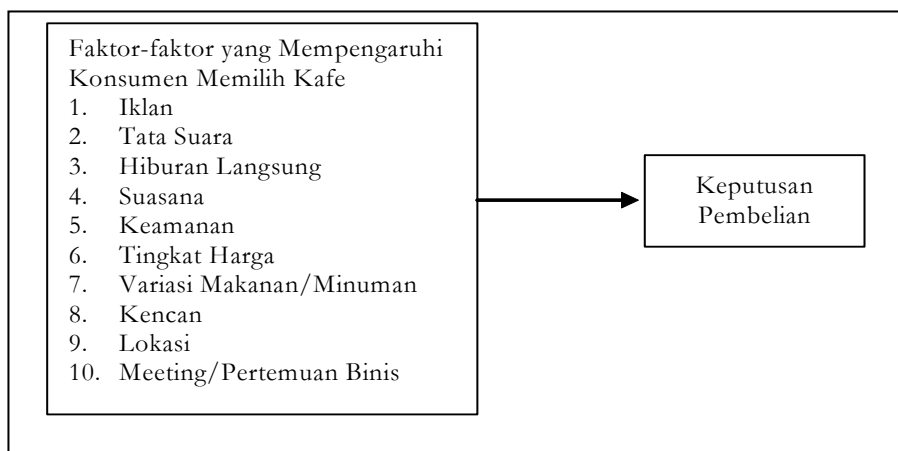 Faktor-faktor yang Mempengaruhi
Konsumen Memilih Kafe
1. Iklan
2. Tata Suara
3. Hiburan Langsung
4. Suasana
5. Keamanan
6. Tingkat Harga
7. Variasi Makanan/Minuman
8. Kencan
9. Lokasi
10. Meeting/Pertemuan Binis
Keputusan
Pembelian